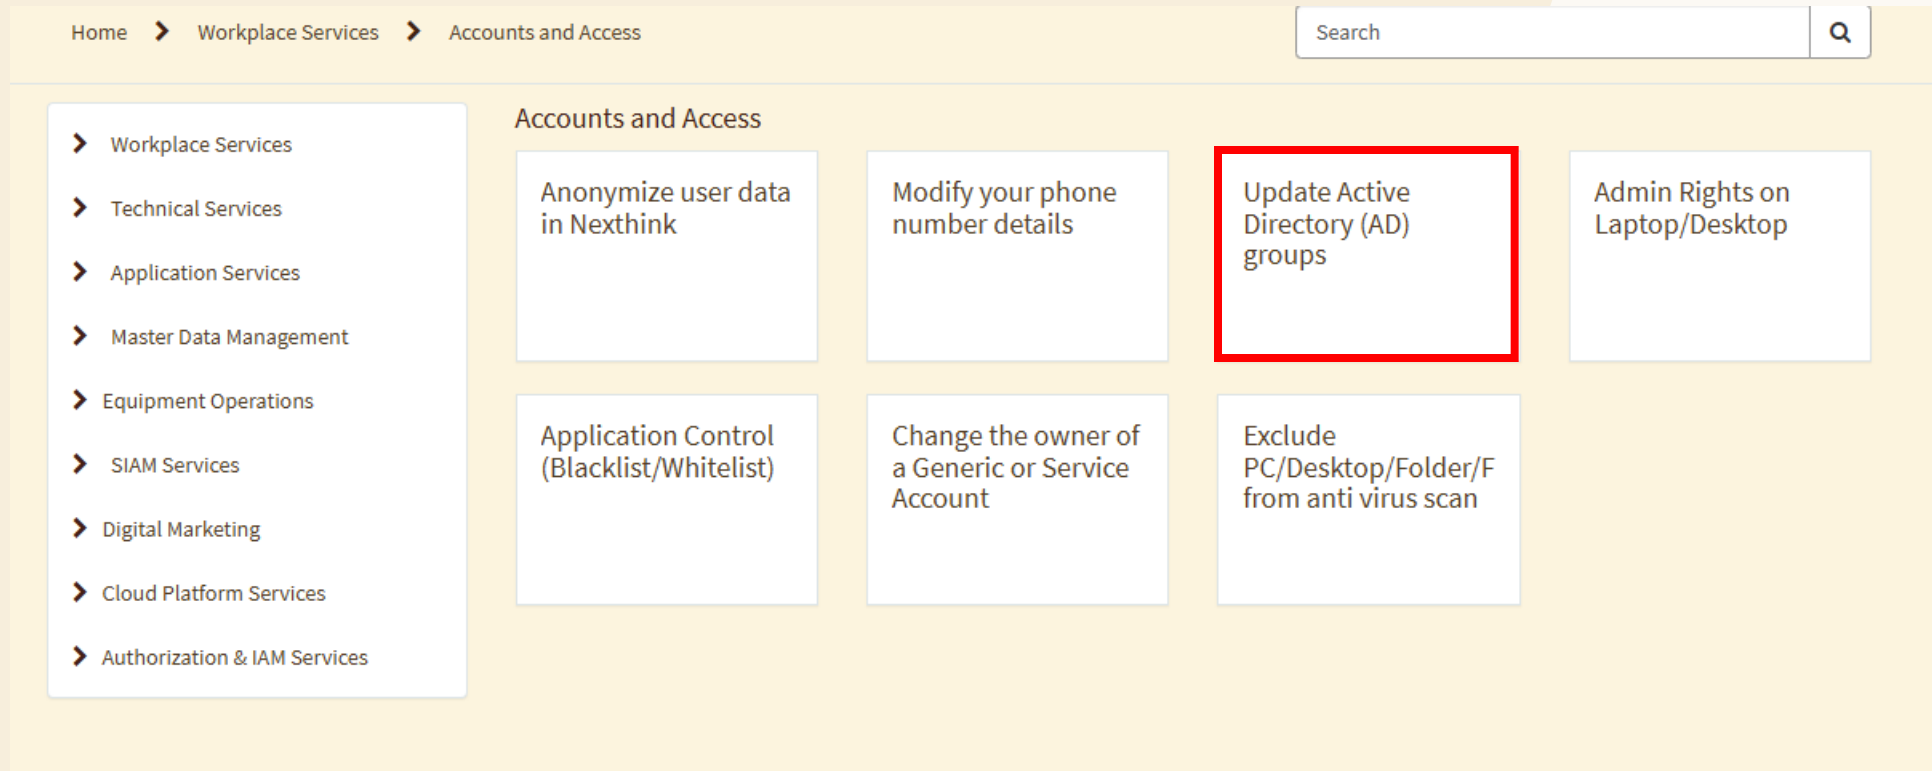 Home
Workplace Services
Accounts and Access
Search
Workplace Services
Technical Services
Application Services
Master Data Management
Equipment Operations
SIAM Services
Digital Marketing
Cloud Platform Services
Authorization & IAM Services
Accounts and Access
Anonymize user data
in Nexthink
Modify your phone
number details
Update Active
Directory (AD)
groups
Admin Rights on
Laptop/Desktop
Application Control
(Blacklist/Whitelist)
Change the owner of
a Generic or Service
Account
Exclude
PC/Desktop/Folder/F
from anti virus scan